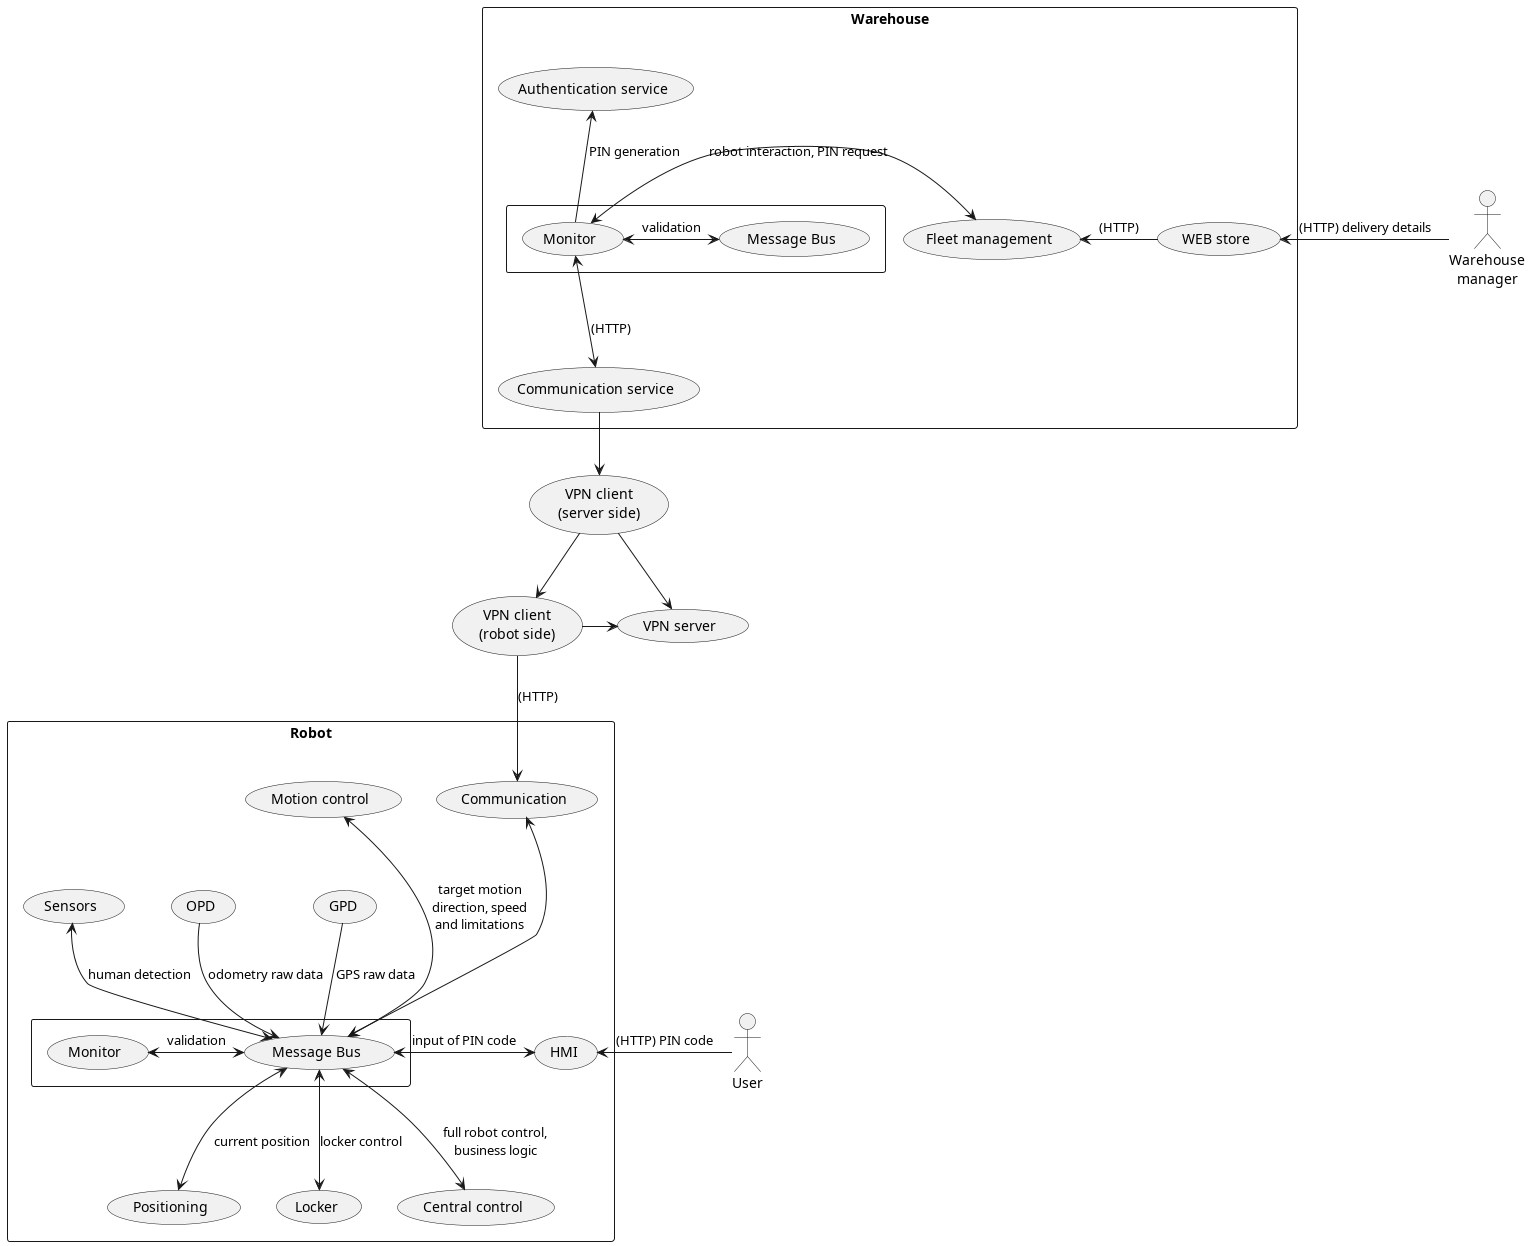 Warehouse
Authentication service
PIN generation
robot interaction, PIN request
Monitor
validation
Message Bus
Fleet management
(HTTP)
WEB store
(HTTP) delivery details
Warehouse
manager
(HTTP)
Communication service
VPN client
(server side)
VPN client
(robot side)
VPN server
(HTTP)
Robot
Motion control
Communication
target motion
direction, speed
and limitations
Sensors
OPD
GPD
human detection
odometry raw data
GPS raw data
Monitor
validation
Message Bus
input of PIN code
HMI
(HTTP) PIN code
User
current position
locker control
full robot control,
business logic
Positioning
Locker
Central control